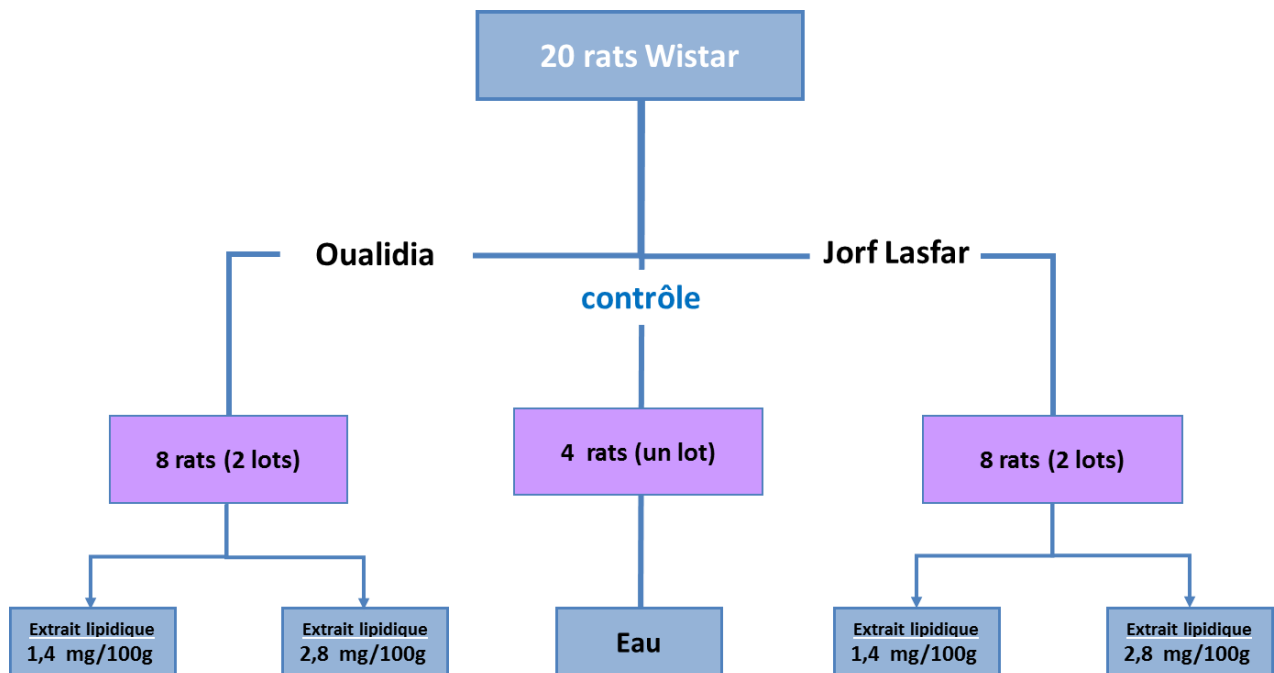 20 rats Wistar
Oualidia
Jorf Lasfar
contrôle
8 rats (2 lots)
4 rats (un lot)
8 rats (2 lots)
Extrait lipidique
1,4 mg/100g
Extrait lipidique
2,8 mg/100g
Eau
Extrait lipidique
1,4 mg/100g
Extrait lipidique
2,8 mg/100g